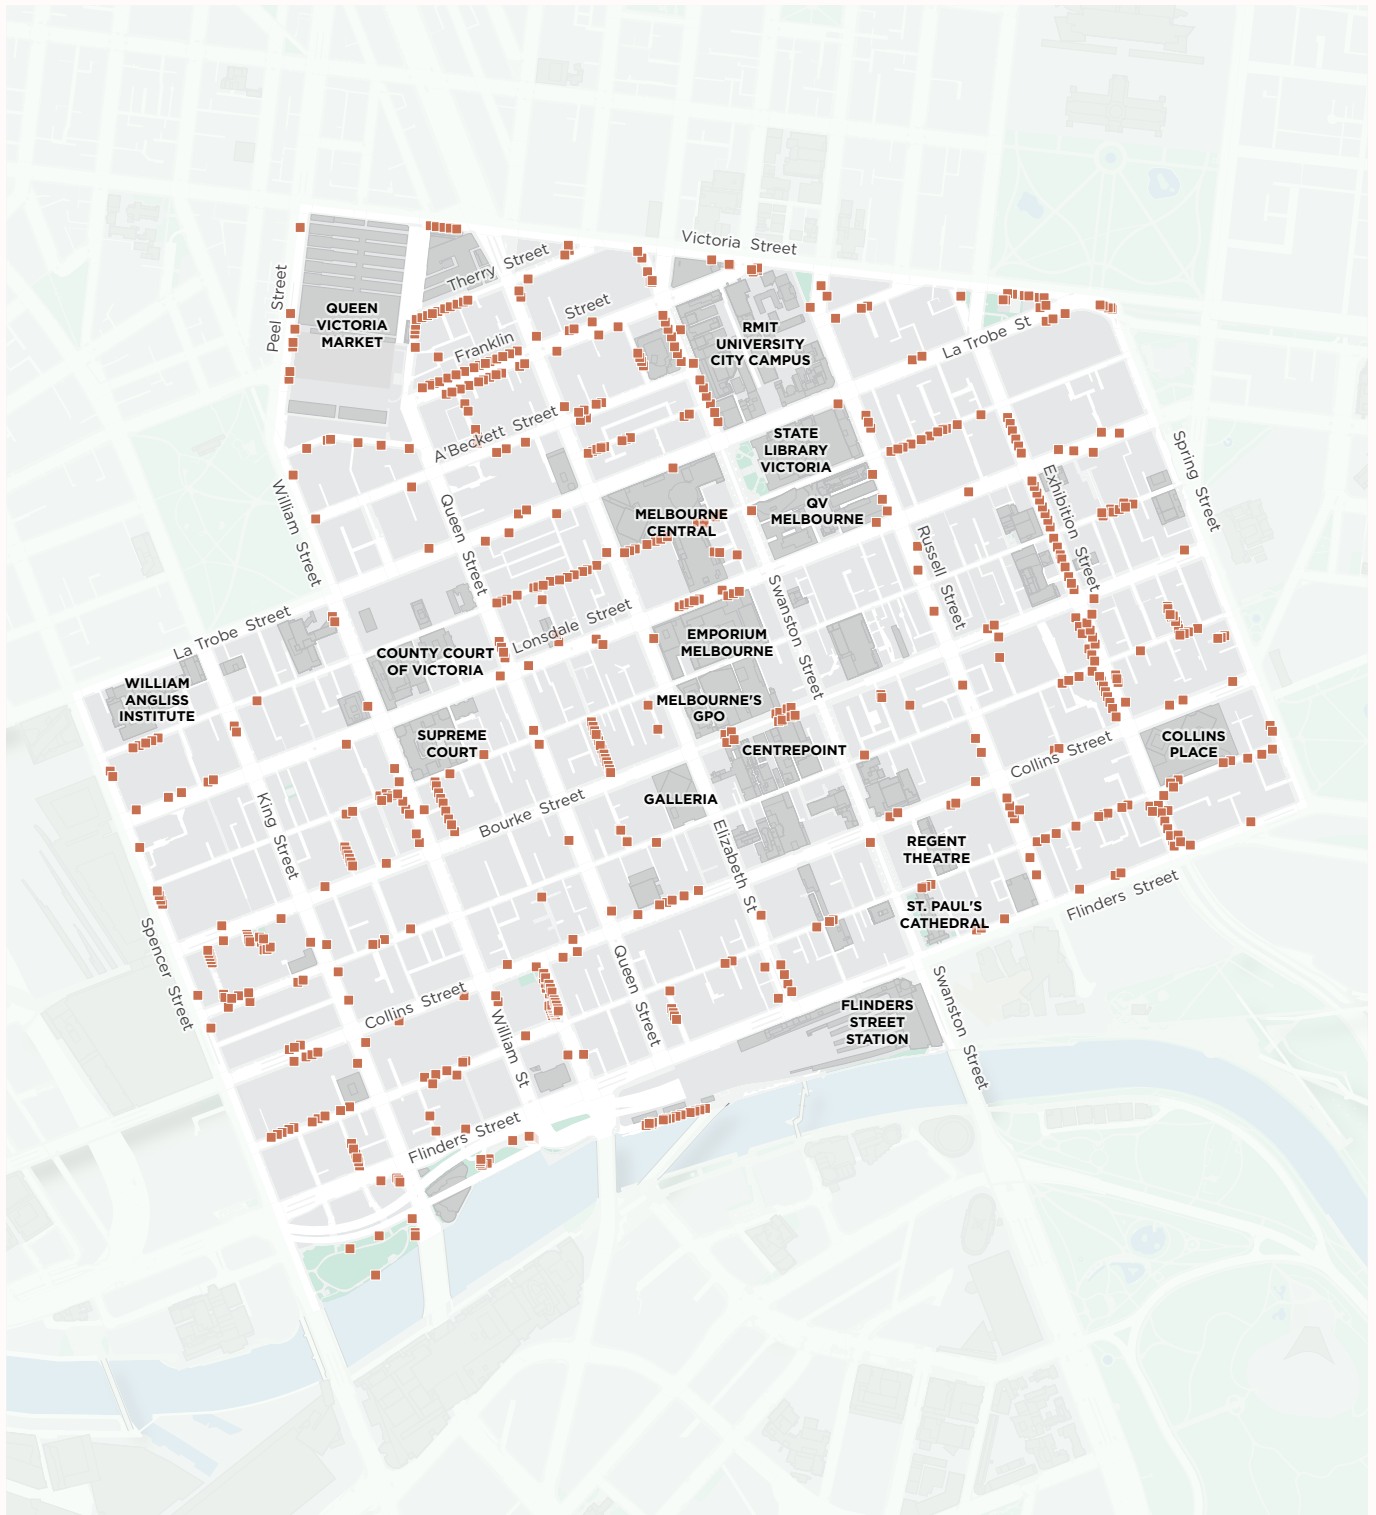 Victoria Street
Therry Street
Peel Street
QUEEN
VICTORIA
MARKET
Street
Franklin
RMIT
UNIVERSITY
CITY CAMPUS
La Trobe St
A'Beckett Street
STATE
LIBRARY
VICTORIA
Spring Street
William Street
Queen Street
MELBOURNE
CENTRAL
QV
MELBOURNE
Exhibition Street
Russell Street
La Trobe Street
Lonsdale Street
Swanston Street
COUNTY COURT
OF VICTORIA
EMPORIUM
MELBOURNE
WILLIAM
ANGLISS
INSTITUTE
MELBOURNE'S
GPO
SUPREME
COURT
CENTREPOINT
COLLINS
PLACE
Collins Street
King Street
Bourke Street
GALLERIA
Elizabeth St
REGENT
THEATRE
Flinders Street
ST. PAUL'S
CATHEDRAL
Spencer Street
Queen Street
Collins Street
William St
FLINDERS
STREET
STATION
Swanston Street
Flinders Street